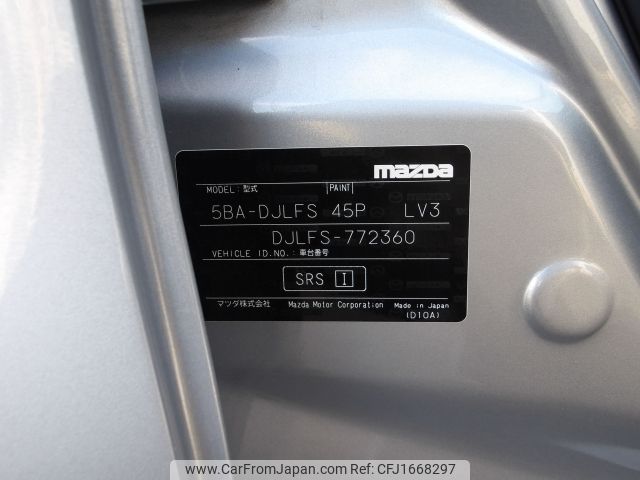 mazda
MODEL:型式 PAINT
5BA-DJLFS 45P LV3
DJLFS-772360
VEHICLE ID.NO.:車台番号
SRS I
マツダ株式会社 Mazda Motor Corporation Made in Japan
(D10A)
www.CarFromJapan.com Copyright CFJ1668297